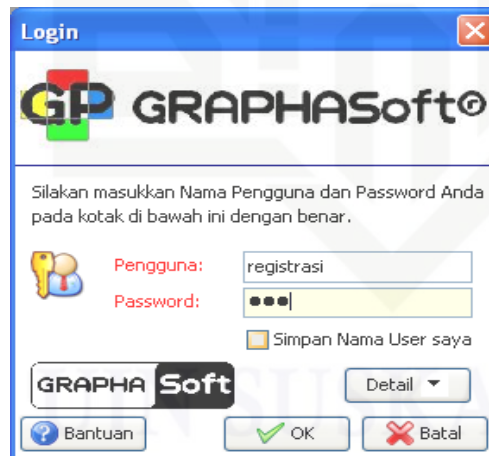 Login
GP GRAPHASoft®
Silakan masukkan Nama Pengguna dan Password Anda
pada kotak di bawah ini dengan benar.
Pengguna: registrasi
Password: ●●●
Simpan Nama User saya
GRAPHA Soft Detail
Bantuan OK Batal